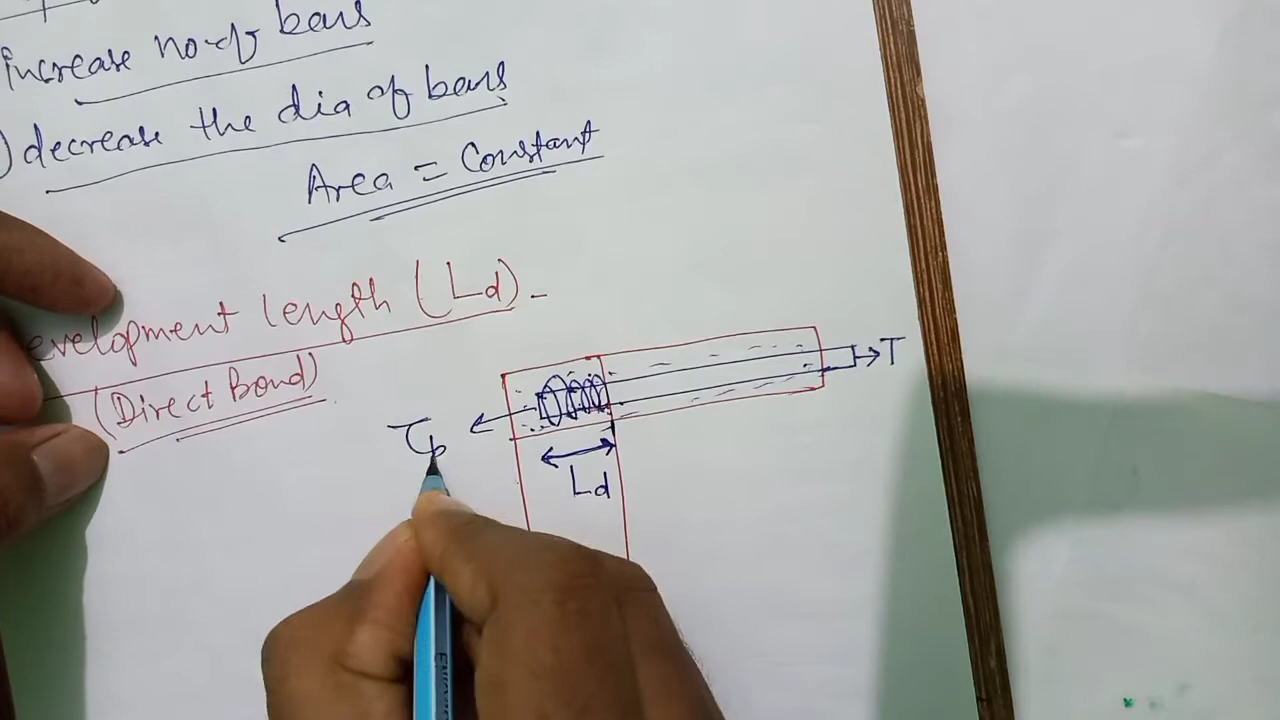 increase no of bars
) decrease the dia of bars
Area = Constant
evelopment length (Ld). -
(Direct Bond)
T
τb
Ld